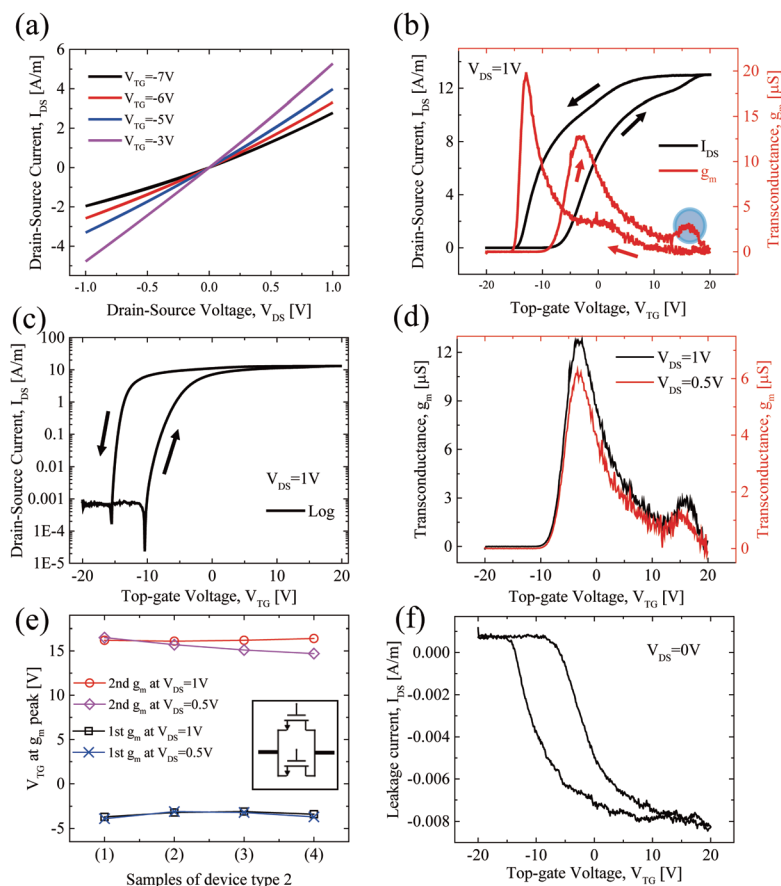 (a)
Drain-Source Current, I_DS [A/m]
6
4
2
0
-2
-4
V_TG=-7V
V_TG=-6V
V_TG=-5V
V_TG=-3V
-1.0 -0.5 0.0 0.5 1.0
Drain-Source Voltage, V_DS [V]
(b)
Drain-Source Current, I_DS [A/m]
12
9
6
3
0
V_DS=1V
I_DS
g_m
20
15
10
5
0
Transconductance, g_m [µS]
-20 -10 0 10 20
Top-gate Voltage, V_TG [V]
(c)
Drain-Source Current, I_DS [A/m]
100
10
1
0.1
0.01
0.001
1E-4
1E-5
V_DS=1V
Log
-20 -10 0 10 20
Top-gate Voltage, V_TG [V]
(d)
Transconductance, g_m [µS]
12
9
6
3
0
V_DS=1V
V_DS=0.5V
6
4
2
0
Transconductance, g_m [µS]
-20 -10 0 10 20
Top-gate Voltage, V_TG [V]
(e)
V_TG at g_m peak [V]
15
10
5
0
-5
2nd g_m at V_DS=1V
2nd g_m at V_DS=0.5V
1st g_m at V_DS=1V
1st g_m at V_DS=0.5V
(1) (2) (3) (4)
Samples of device type 2
(f)
Leakage current, I_DS [A/m]
0.000
-0.002
-0.004
-0.006
-0.008
V_DS=0V
-20 -10 0 10 20
Top-gate Voltage, V_TG [V]